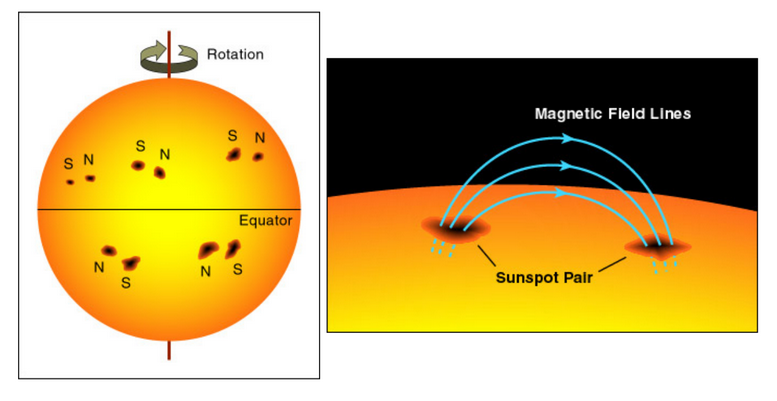 Rotation
S N
S
N
S N
Equator
N
S
N S
Magnetic Field Lines
Sunspot Pair